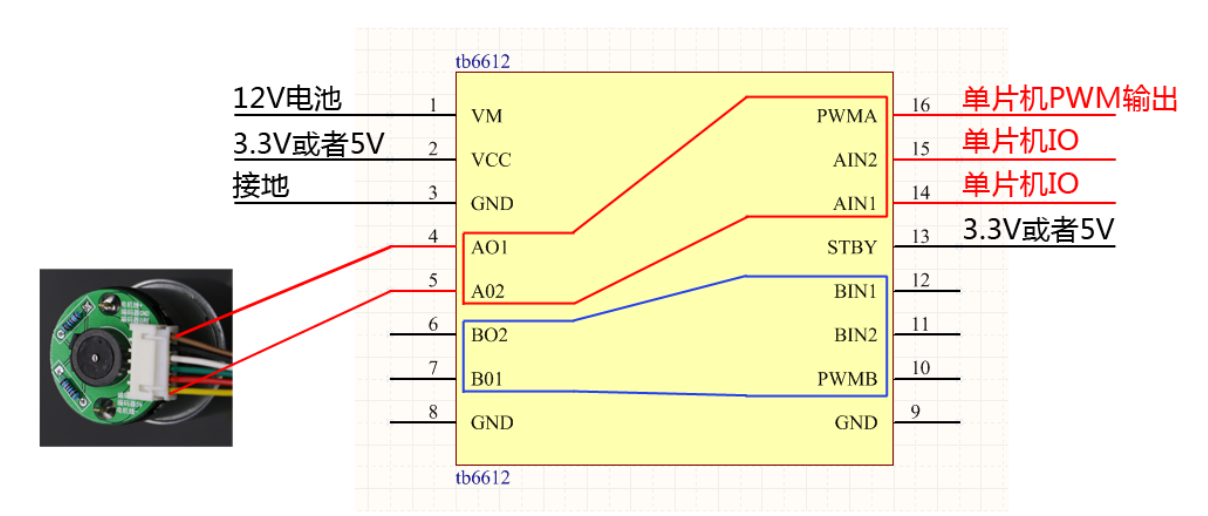 tb6612
12V电池 1 VM PWMA 16 单片机PWM输出
3.3V或者5V 2 VCC AIN2 15 单片机IO
接地 3 GND AIN1 14 单片机IO
4 AO1 STBY 13 3.3V或者5V
5 A02 BIN1 12
6 BO2 BIN2 11
7 B01 PWMB 10
8 GND GND 9
tb6612